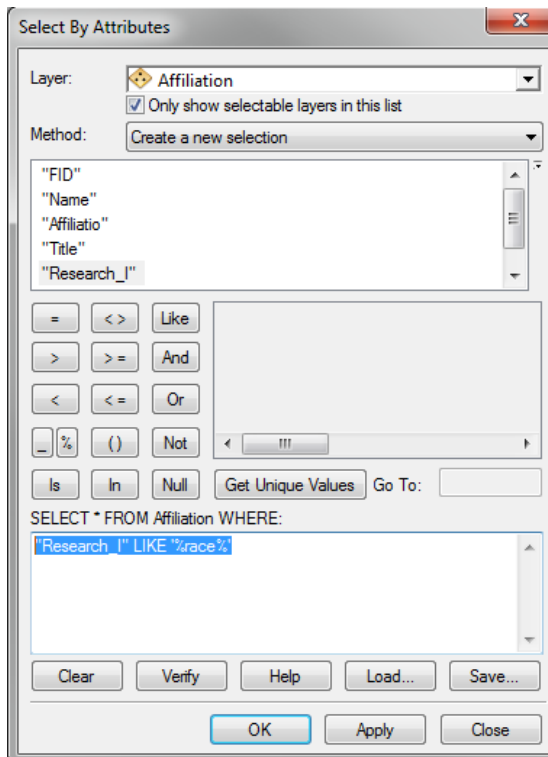 Select By Attributes
Layer: Affiliation
Only show selectable layers in this list
Method: Create a new selection
"FID"
"Name"
"Affiliatio"
"Title"
"Research_I"
= < > Like
> > = And
< < = Or
_ % ( ) Not
Is In Null Get Unique Values Go To:
SELECT * FROM Affiliation WHERE:
"Research_I" LIKE '%race%'
Clear Verify Help Load... Save...
OK Apply Close